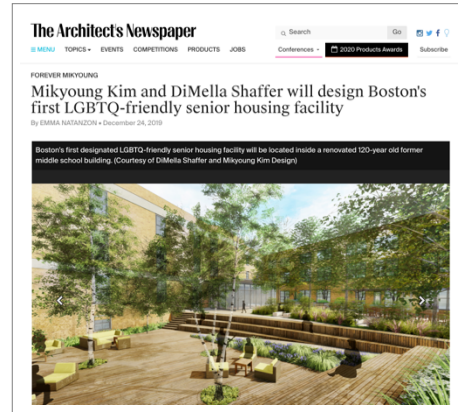 The Architect's Newspaper
Search
Go
MENU
TOPICS
EVENTS
COMPETITIONS
PRODUCTS
JOBS
Conferences
2020 Products Awards
Subscribe
FOREVER MIKYOUNG
Mikyoung Kim and DiMella Shaffer will design Boston's
first LGBTQ-friendly senior housing facility
By EMMA NATANZON • December 24, 2019
Boston's first designated LGBTQ-friendly senior housing facility will be located inside a renovated 120-year old former
middle school building. (Courtesy of DiMella Shaffer and Mikyoung Kim Design)